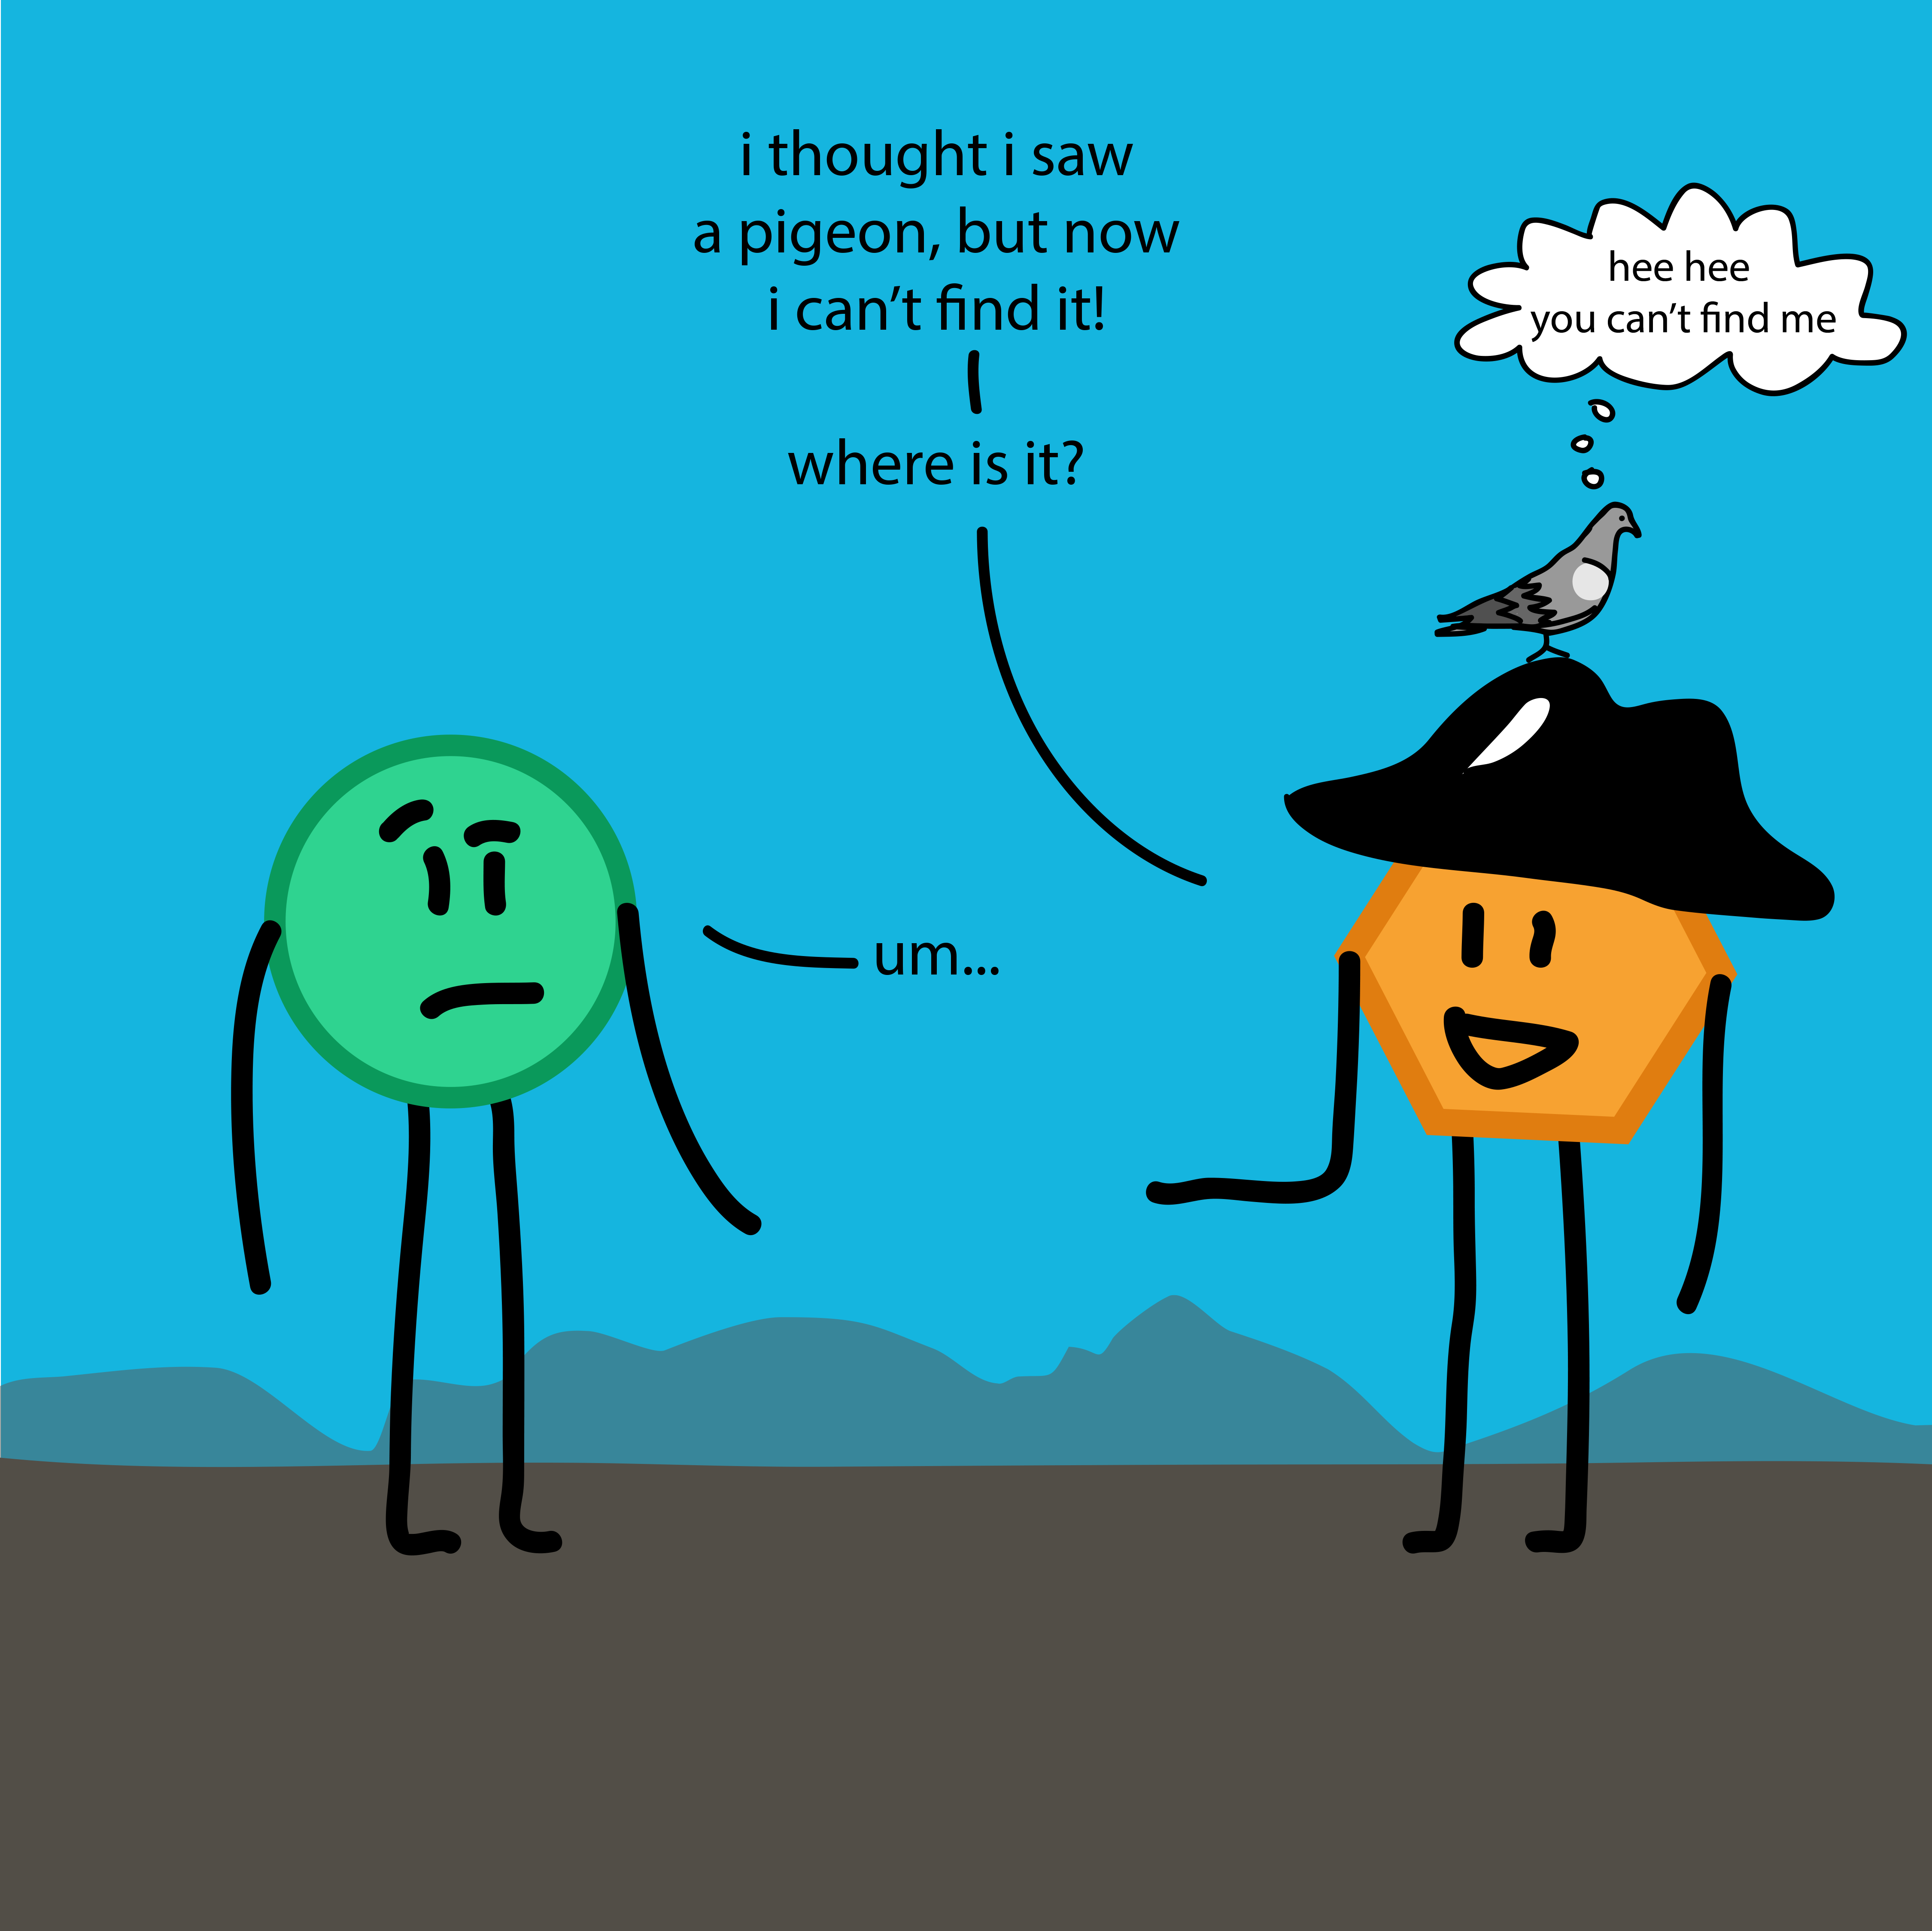 i thought i saw
a pigeon, but now
i can't find it!
where is it?
hee hee
you can't find me
um...